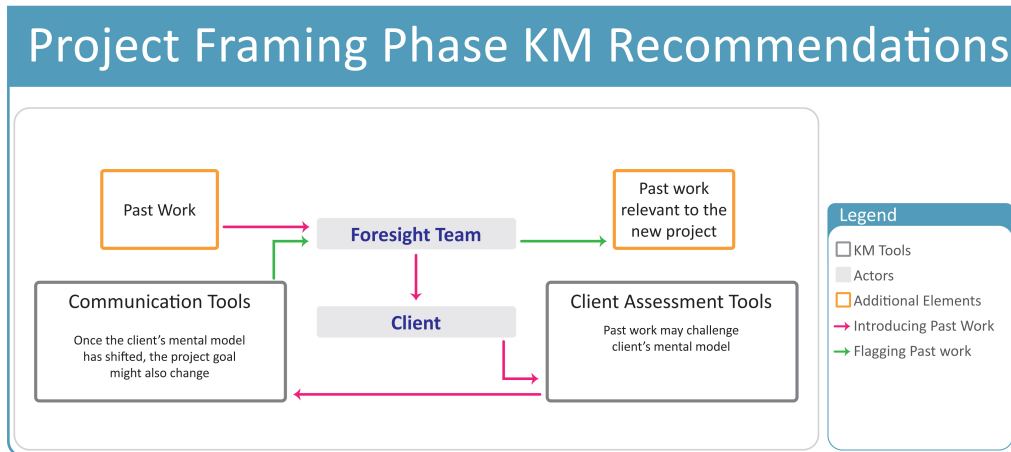 Project Framing Phase KM Recommendations
Past Work
Past work
relevant to the
new project
Foresight Team
Communication Tools
Once the client’s mental model
has shifted, the project goal
might also change
Client
Client Assessment Tools
Past work may challenge
client’s mental model
Legend
KM Tools
Actors
Additional Elements
Introducing Past Work
Flagging Past work